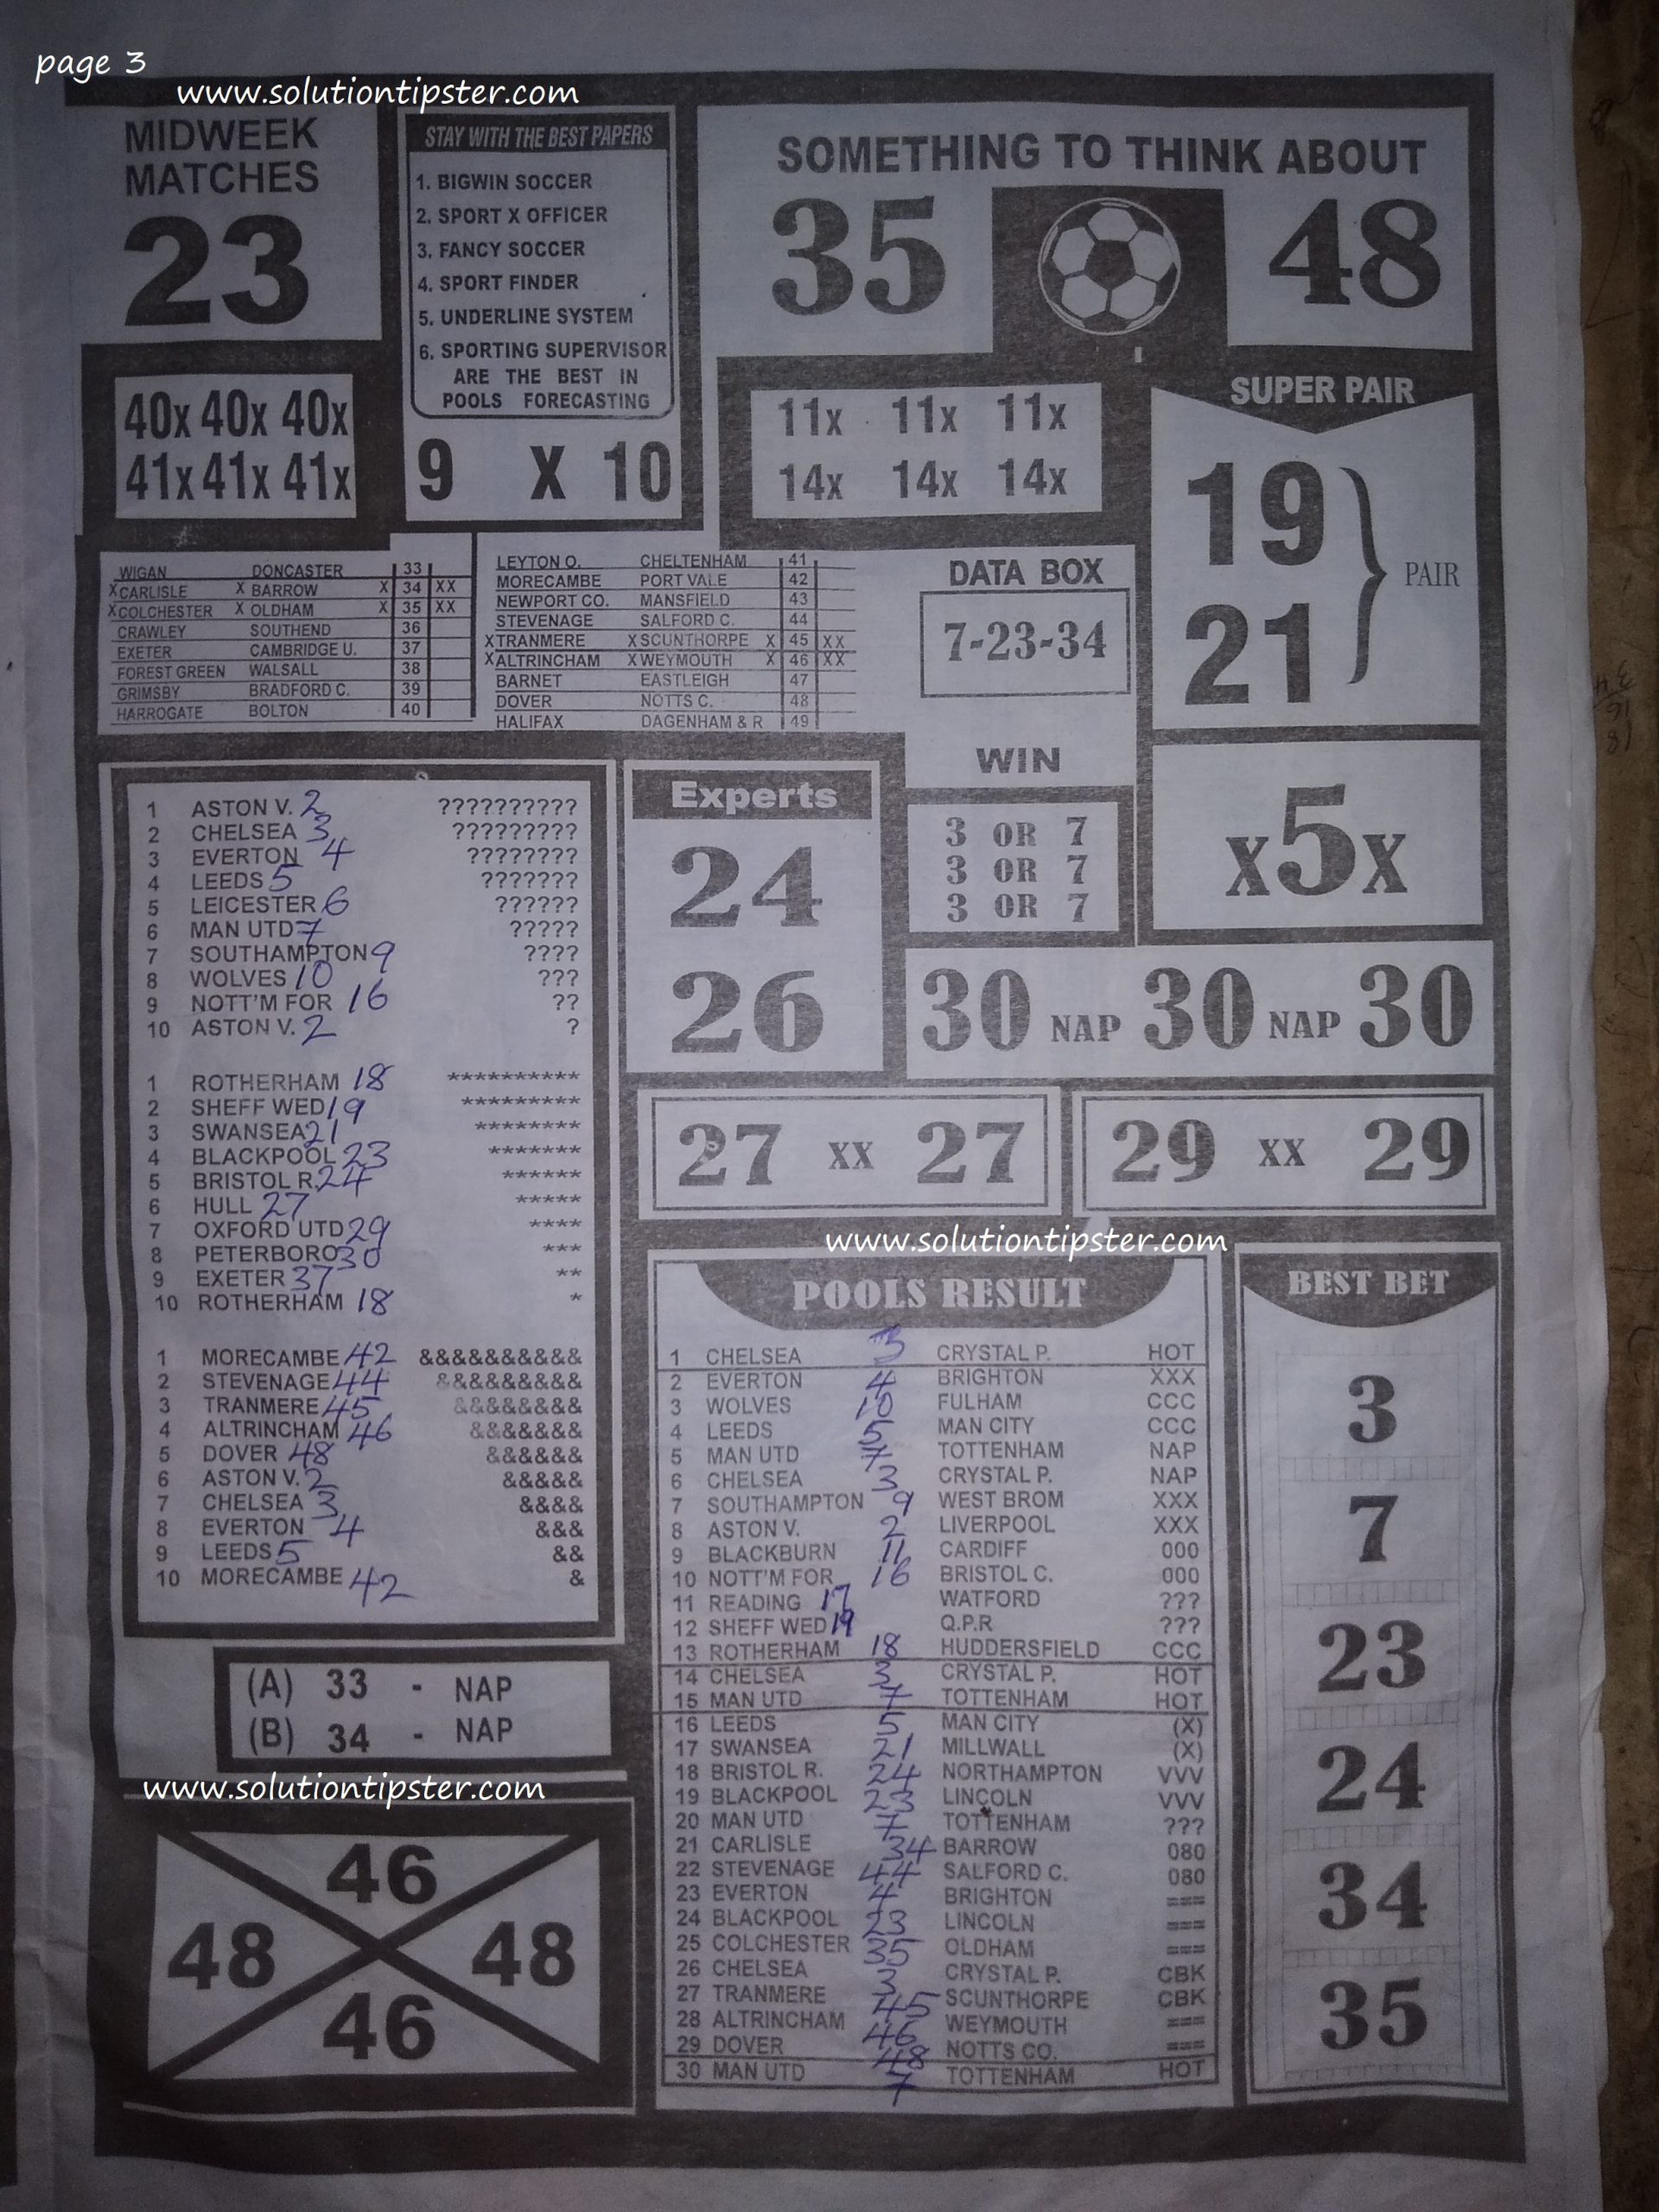 page 3
www.solutiontipster.com
MIDWEEK
MATCHES
23
STAY WITH THE BEST PAPERS
1. BIGWIN SOCCER
2. SPORT X OFFICER
3. FANCY SOCCER
4. SPORT FINDER
5. UNDERLINE SYSTEM
6. SPORTING SUPERVISOR
ARE THE BEST IN
POOLS FORECASTING
9 X 10
SOMETHING TO THINK ABOUT
35 48
40x 40x 40x
41x 41x 41x
11x 11x 11x
14x 14x 14x
SUPER PAIR
19
21
PAIR
WIGAN DONCASTER 33
X CARLISLE X BARROW X 34 XX
X COLCHESTER X OLDHAM X 35 XX
CRAWLEY SOUTHEND 36
EXETER CAMBRIDGE U. 37
FOREST GREEN WALSALL 38
GRIMSBY BRADFORD C. 39
HARROGATE BOLTON 40
LEYTON O. CHELTENHAM 41
MORECAMBE PORT VALE 42
NEWPORT CO. MANSFIELD 43
STEVENAGE SALFORD C. 44
X TRANMERE X SCUNTHORPE X 45 XX
X ALTRINCHAM X WEYMOUTH X 46 XX
BARNET EASTLEIGH 47
DOVER NOTTS C. 48
HALIFAX DAGENHAM & R 49
DATA BOX
7-23-34
WIN
3 OR 7
3 OR 7
3 OR 7
x5x
1 ASTON V. 2 ??????????
2 CHELSEA 3 ?????????
3 EVERTON 4 ????????
4 LEEDS 5 ???????
5 LEICESTER 6 ??????
6 MAN UTD 7 ?????
7 SOUTHAMPTON 9 ????
8 WOLVES 10 ???
9 NOTT'M FOR 16 ??
10 ASTON V. 2 ?
1 ROTHERHAM 18 **********
2 SHEFF WED 19 *********
3 SWANSEA 21 ********
4 BLACKPOOL 23 *******
5 BRISTOL R. 24 ******
6 HULL 27 *****
7 OXFORD UTD 29 ****
8 PETERBORO 30 ***
9 EXETER 37 **
10 ROTHERHAM 18 *
1 MORECAMBE 42 &&&&&&&&&&
2 STEVENAGE 44 &&&&&&&&&
3 TRANMERE 45 &&&&&&&&
4 ALTRINCHAM 46 &&&&&&&
5 DOVER 48 &&&&&&
6 ASTON V. 2 &&&&&
7 CHELSEA 3 &&&&
8 EVERTON 4 &&&
9 LEEDS 5 &&
10 MORECAMBE 42 &
Experts
24
26
30 NAP 30 NAP 30
27 xx 27
29 xx 29
www.solutiontipster.com
POOLS RESULT
1 CHELSEA 3 CRYSTAL P. HOT
2 EVERTON 4 BRIGHTON XXX
3 WOLVES 10 FULHAM CCC
4 LEEDS 5 MAN CITY CCC
5 MAN UTD 7 TOTTENHAM NAP
6 CHELSEA 3 CRYSTAL P. NAP
7 SOUTHAMPTON 9 WEST BROM XXX
8 ASTON V. 2 LIVERPOOL XXX
9 BLACKBURN 11 CARDIFF 000
10 NOTT'M FOR 16 BRISTOL C. 000
11 READING 17 WATFORD ???
12 SHEFF WED 19 Q.P.R ???
13 ROTHERHAM 18 HUDDERSFIELD CCC
14 CHELSEA 3 CRYSTAL P. HOT
15 MAN UTD 7 TOTTENHAM HOT
16 LEEDS 5 MAN CITY (X)
17 SWANSEA 21 MILLWALL (X)
18 BRISTOL R. 24 NORTHAMPTON VVV
19 BLACKPOOL 23 LINCOLN VVV
20 MAN UTD 7 TOTTENHAM ???
21 CARLISLE 34 BARROW 080
22 STEVENAGE 44 SALFORD C. 080
23 EVERTON 4 BRIGHTON ===
24 BLACKPOOL 23 LINCOLN ===
25 COLCHESTER 35 OLDHAM ===
26 CHELSEA 3 CRYSTAL P. CBK
27 TRANMERE 45 SCUNTHORPE CBK
28 ALTRINCHAM 46 WEYMOUTH ===
29 DOVER 48 NOTTS CO. ===
30 MAN UTD 7 TOTTENHAM HOT
BEST BET
3
7
23
24
34
35
(A) 33 - NAP
(B) 34 - NAP
www.solutiontipster.com
46
48 48
46